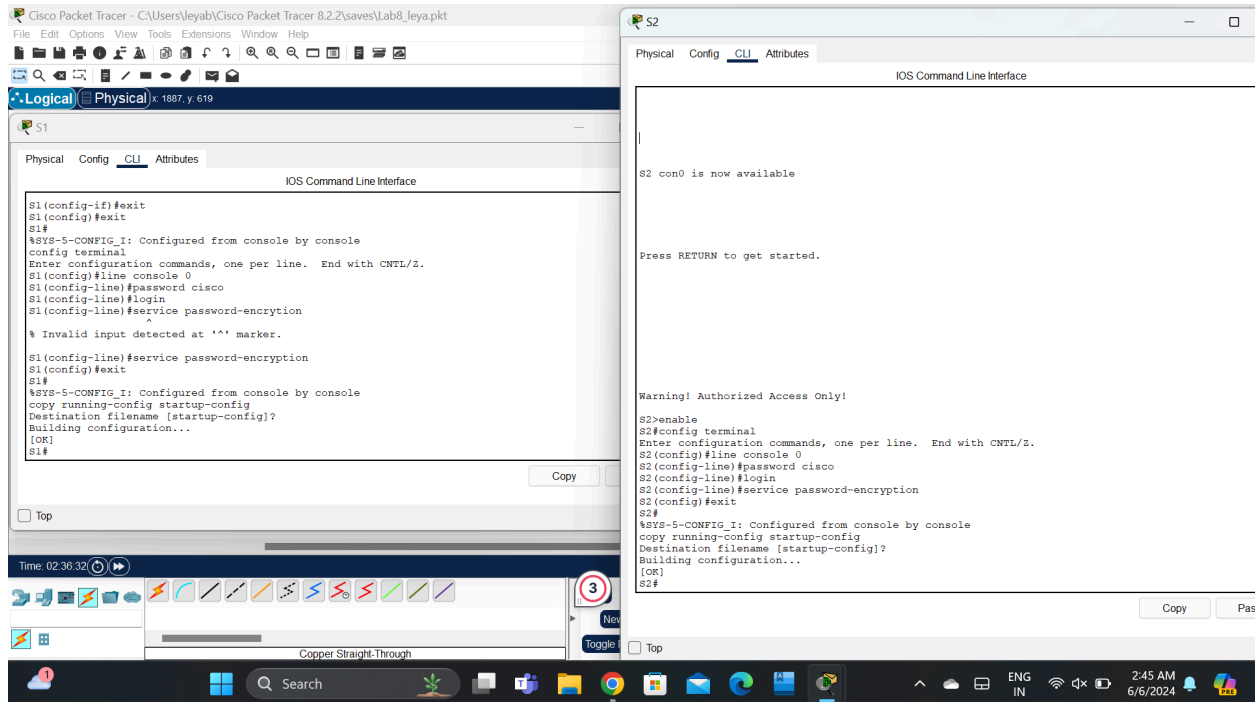 Cisco Packet Tracer - C:\Users\leyab\Cisco Packet Tracer 8.2.2\saves\Lab8_leya.pkt
File Edit Options View Tools Extensions Window Help
Logical Physical x: 1887, y: 619
S1
Physical Config CLI Attributes
IOS Command Line Interface
S1(config-if)#exit
S1(config)#exit
S1#
%SYS-5-CONFIG_I: Configured from console by console
config terminal
Enter configuration commands, one per line. End with CNTL/Z.
S1(config)#line console 0
S1(config-line)#password cisco
S1(config-line)#login
S1(config-line)#service password-encrytion
^
% Invalid input detected at '^' marker.
S1(config-line)#service password-encryption
S1(config)#exit
S1#
%SYS-5-CONFIG_I: Configured from console by console
copy running-config startup-config
Destination filename [startup-config]?
Building configuration...
[OK]
S1#
Copy
Top
Time: 02:36:32
3
New
Toggle
Copper Straight-Through
S2
Physical Config CLI Attributes
IOS Command Line Interface
S2 con0 is now available
Press RETURN to get started.
Warning! Authorized Access Only!
S2>enable
S2#config terminal
Enter configuration commands, one per line. End with CNTL/Z.
S2(config)#line console 0
S2(config-line)#password cisco
S2(config-line)#login
S2(config-line)#service password-encryption
S2(config)#exit
S2#
%SYS-5-CONFIG_I: Configured from console by console
copy running-config startup-config
Destination filename [startup-config]?
Building configuration...
[OK]
S2#
Copy Pas
Top
1
Search
ENG
IN
2:45 AM
6/6/2024
PRE